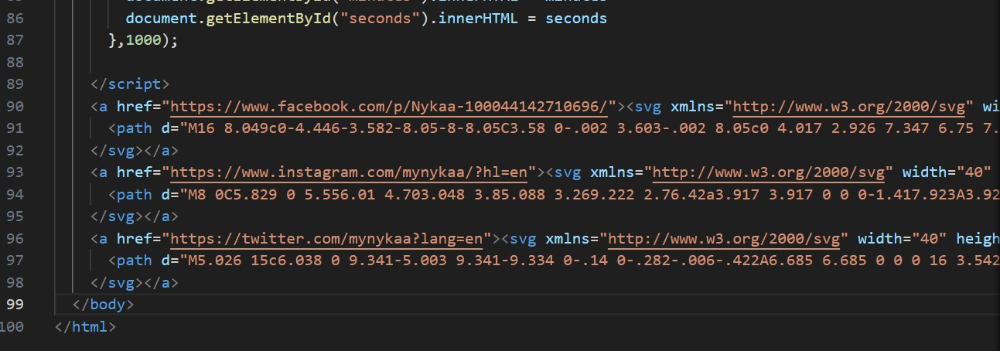 86 document.getElementById("seconds").innerHTML = seconds
87 },1000);
88
89 </script>
90 <a href="https://www.facebook.com/p/Nykaa-100044142710696/"><svg xmlns="http://www.w3.org/2000/svg" wi
91 <path d="M16 8.049c0-4.446-3.582-8.05-8-8.05C3.58 0-.002 3.603-.002 8.05c0 4.017 2.926 7.347 6.75 7.
92 </svg></a>
93 <a href="https://www.instagram.com/mynykaa/?hl=en"><svg xmlns="http://www.w3.org/2000/svg" width="40"
94 <path d="M8 0C5.829 0 5.556.01 4.703.048 3.85.088 3.269.222 2.76.42a3.917 3.917 0 0 0-1.417.923A3.92
95 </svg></a>
96 <a href="https://twitter.com/mynykaa?lang=en"><svg xmlns="http://www.w3.org/2000/svg" width="40" heigh
97 <path d="M5.026 15c6.038 0 9.341-5.003 9.341-9.334 0-.14 0-.282-.006-.422A6.685 6.685 0 0 0 16 3.542
98 </svg></a>
99 </body>
100 </html>